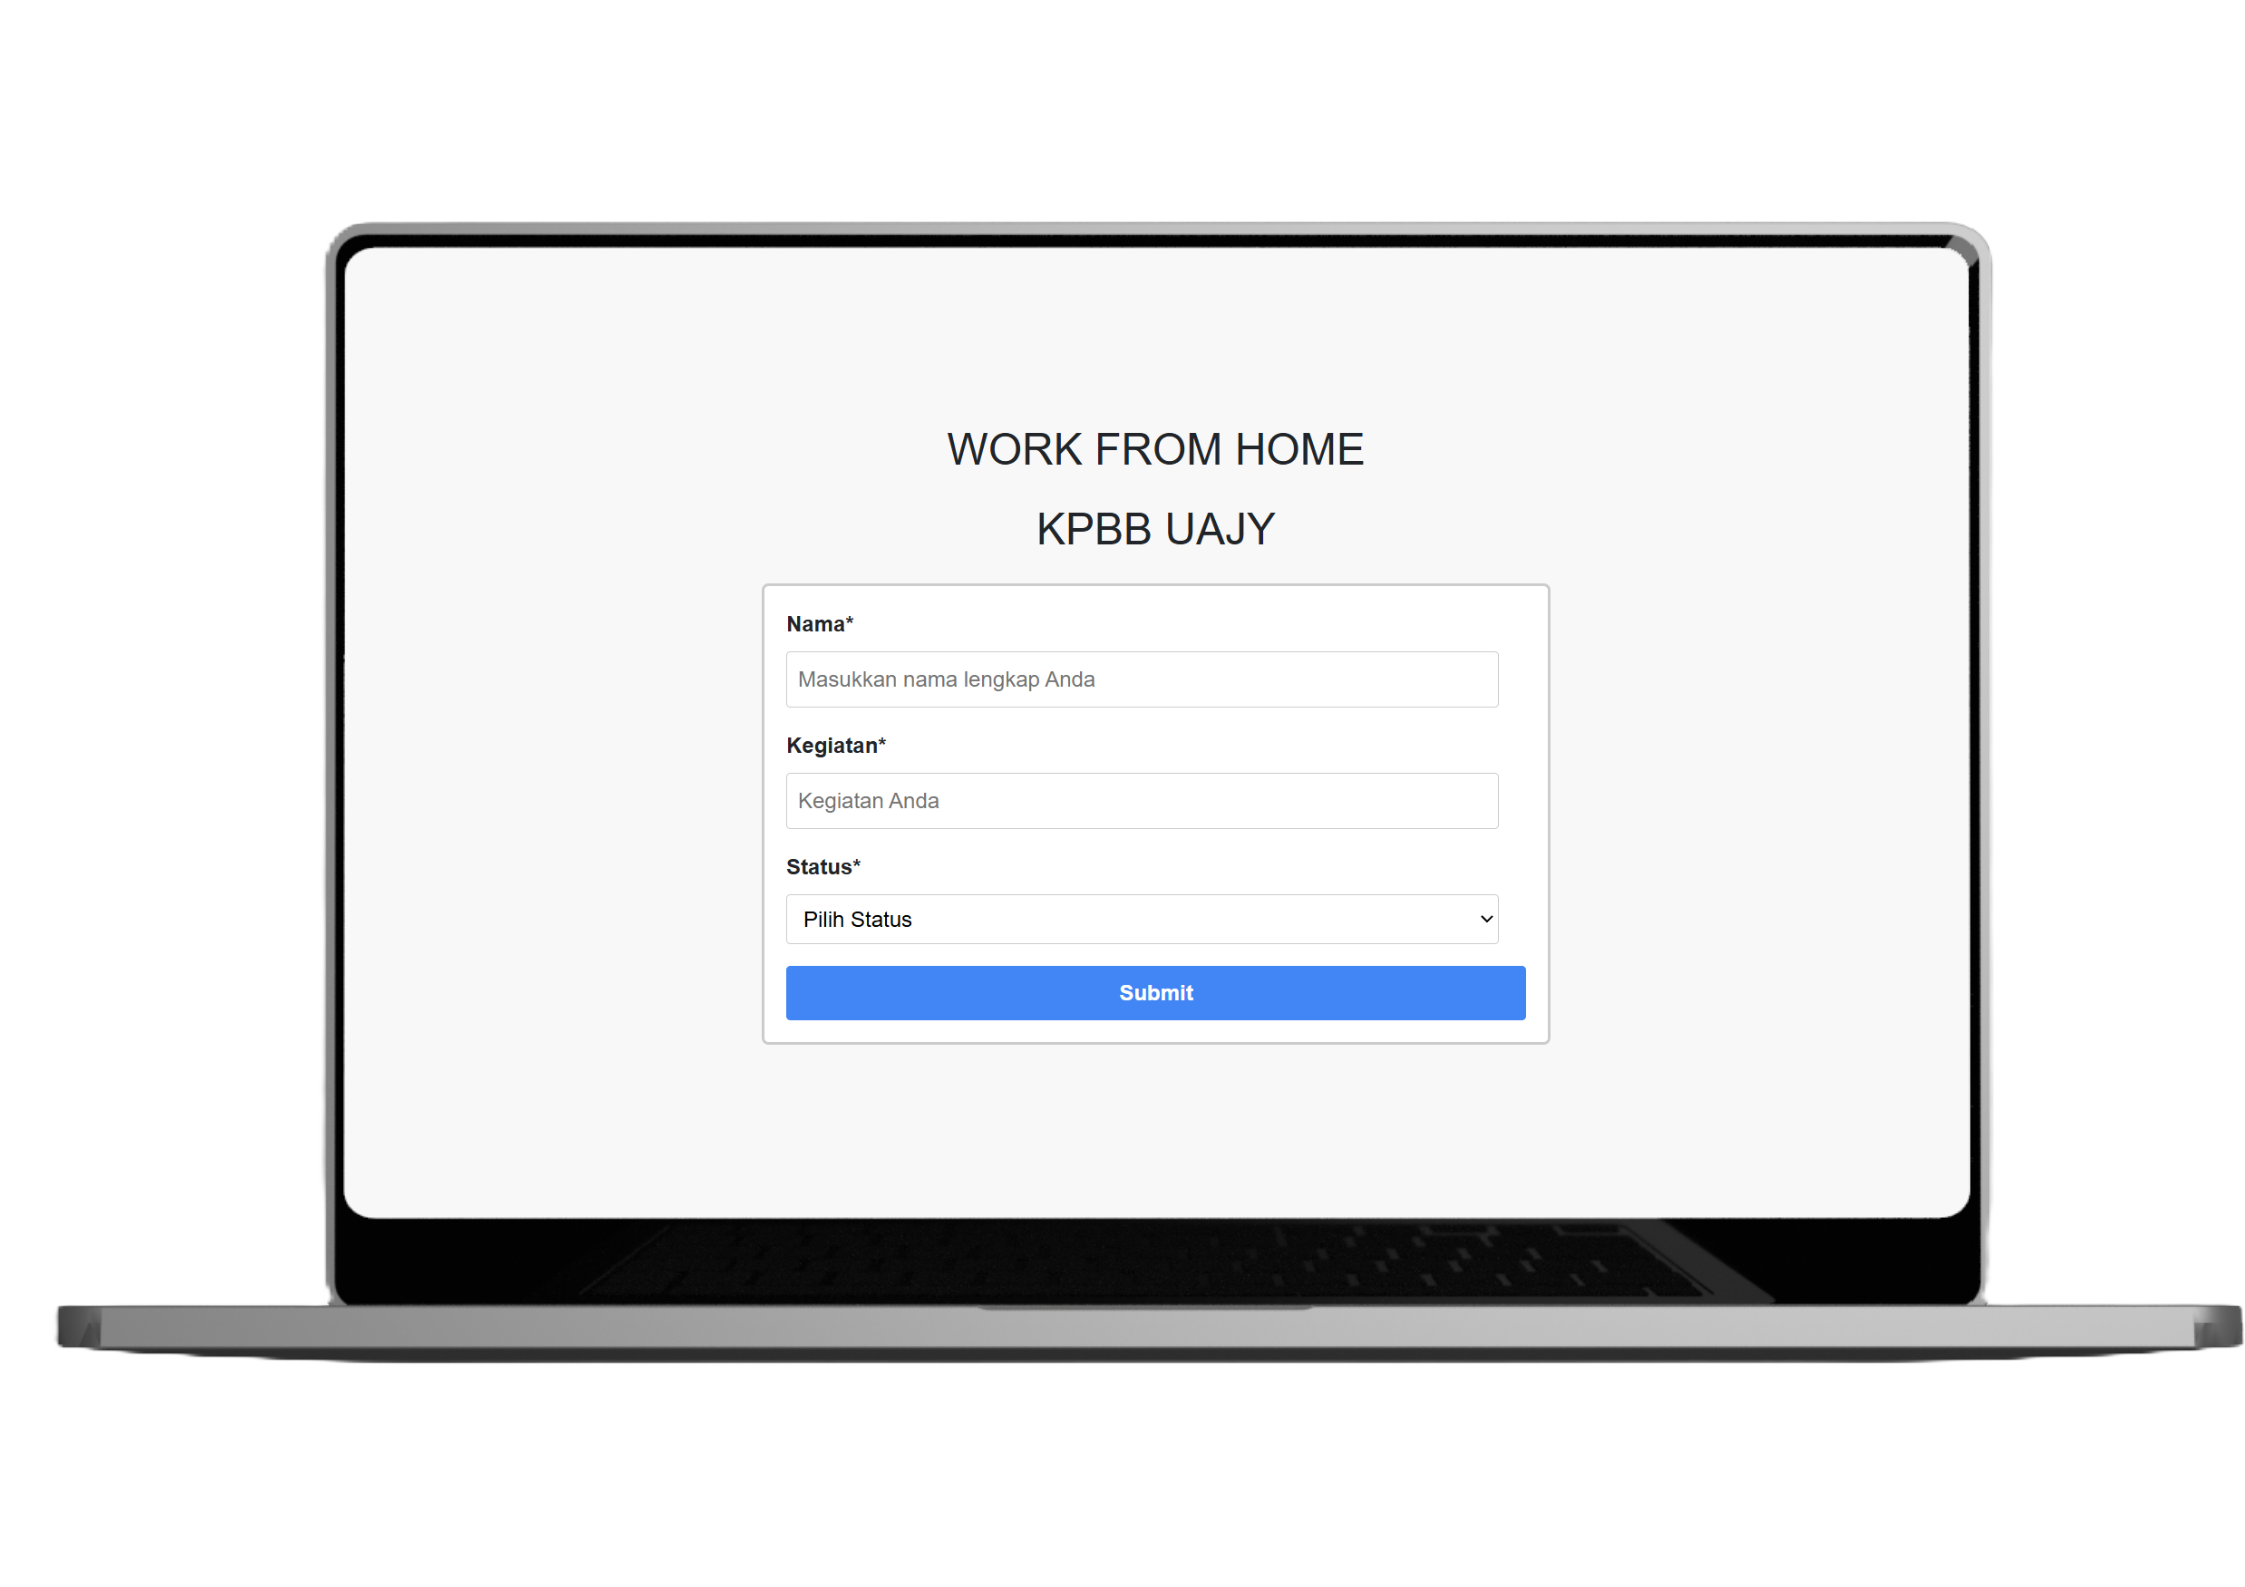 WORK FROM HOME
KPBB UAJY
Nama*
Masukkan nama lengkap Anda
Kegiatan*
Kegiatan Anda
Status*
Pilih Status
Submit